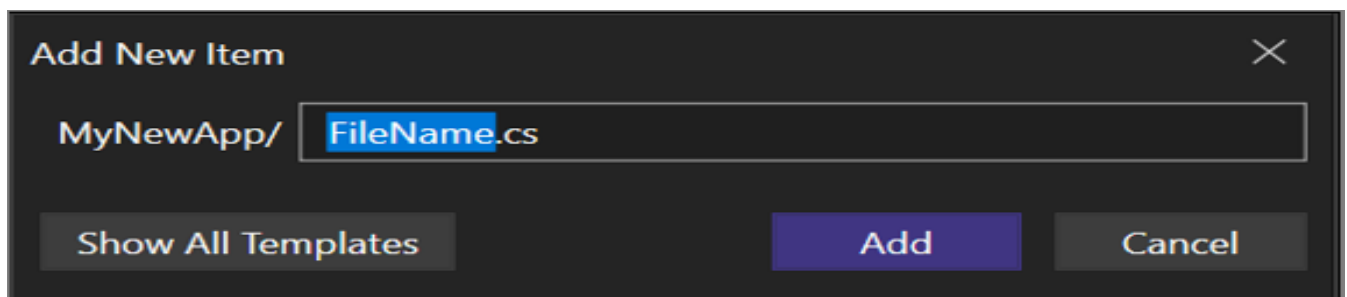 Add New Item
MyNewApp/ FileName.cs
Show All Templates Add Cancel